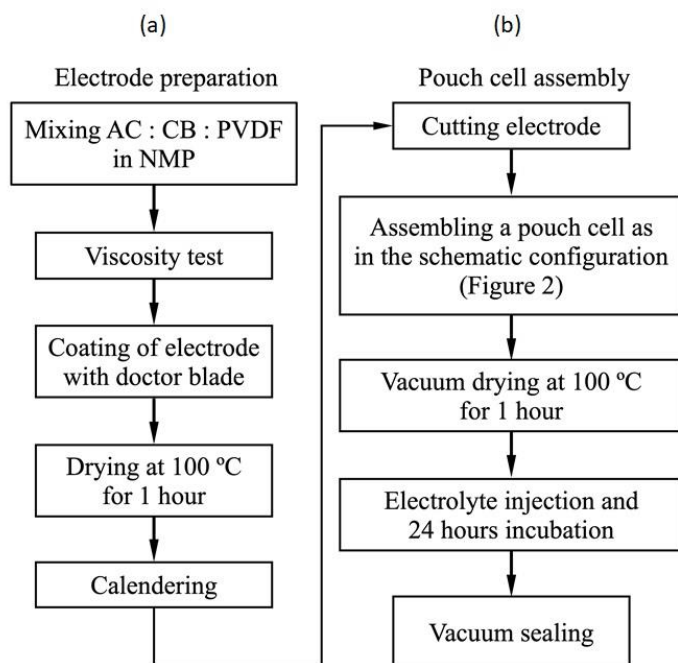 (a)
Electrode preparation
Mixing AC : CB : PVDF
in NMP
Viscosity test
Coating of electrode
with doctor blade
Drying at 100 ºC
for 1 hour
Calendering
(b)
Pouch cell assembly
Cutting electrode
Assembling a pouch cell as
in the schematic configuration
(Figure 2)
Vacuum drying at 100 ºC
for 1 hour
Electrolyte injection and
24 hours incubation
Vacuum sealing